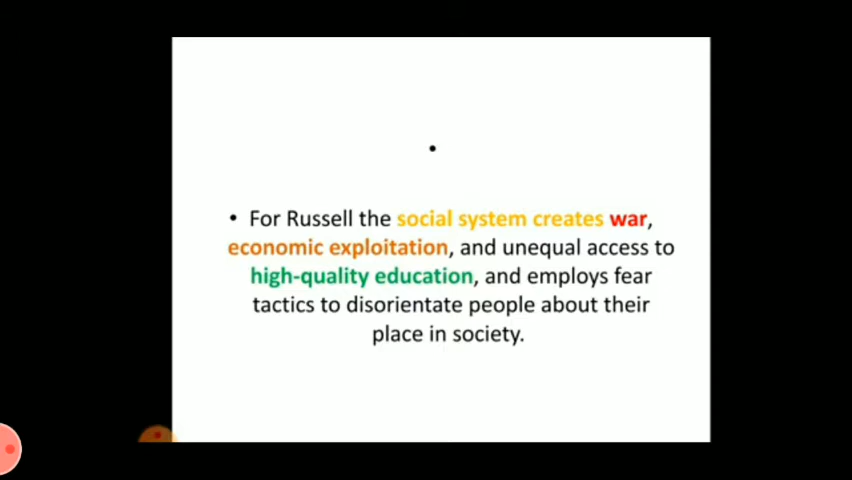 •
• For Russell the social system creates war,
economic exploitation, and unequal access to
high-quality education, and employs fear
tactics to disorientate people about their
place in society.